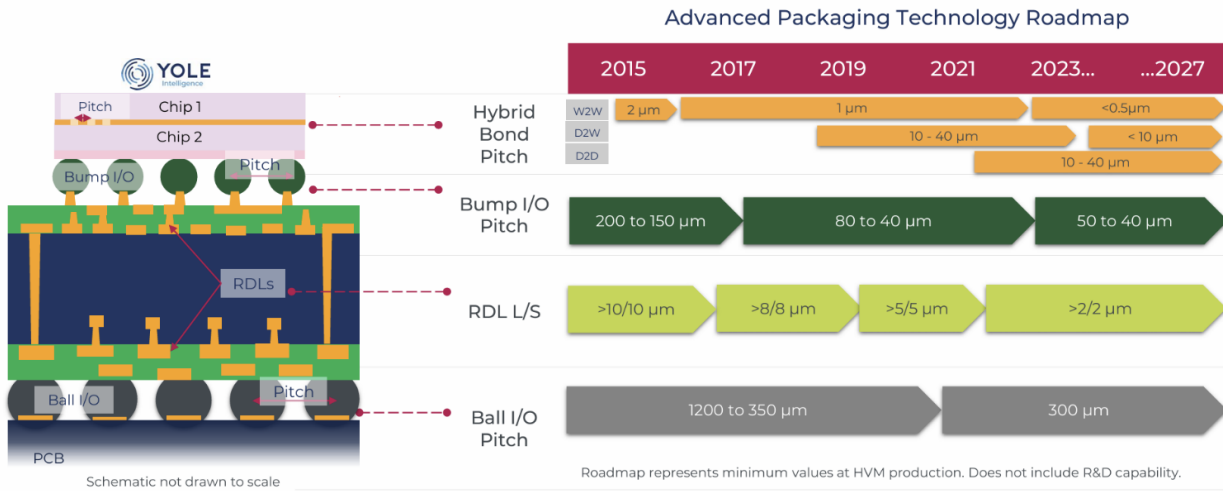 Advanced Packaging Technology Roadmap
YOLE
Intelligence
2015 2017 2019 2021 2023... ...2027
Pitch
Chip 1
Chip 2
Bump I/O
Pitch
RDLs
Ball I/O
Pitch
PCB
Schematic not drawn to scale
Hybrid
Bond
Pitch
W2W
2 µm
1 µm
<0.5µm
D2W
10 - 40 µm
< 10 µm
D2D
10 - 40 µm
Bump I/O
Pitch
200 to 150 µm
80 to 40 µm
50 to 40 µm
RDL L/S
>10/10 µm
>8/8 µm
>5/5 µm
>2/2 µm
Ball I/O
Pitch
1200 to 350 µm
300 µm
Roadmap represents minimum values at HVM production. Does not include R&D capability.